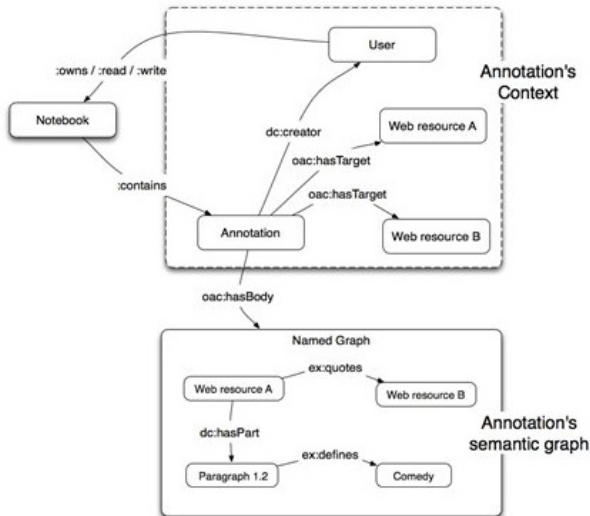 User
Annotation's
Context
:owns / :read / :write
Notebook
Web resource A
dc:creator
oac:hasTarget
:contains
oac:hasTarget
Annotation
Web resource B
oac:hasBody
Named Graph
ex:quotes
Web resource A
Web resource B
Annotation's
semantic graph
dc:hasPart
ex:defines
Paragraph 1.2
Comedy